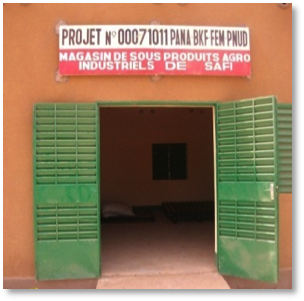 PROJET N° 00071011 PANA BKF FEM PNUD
MAGASIN DE SOUS PRODUITS AGRO
INDUSTRIELS DE SAFI